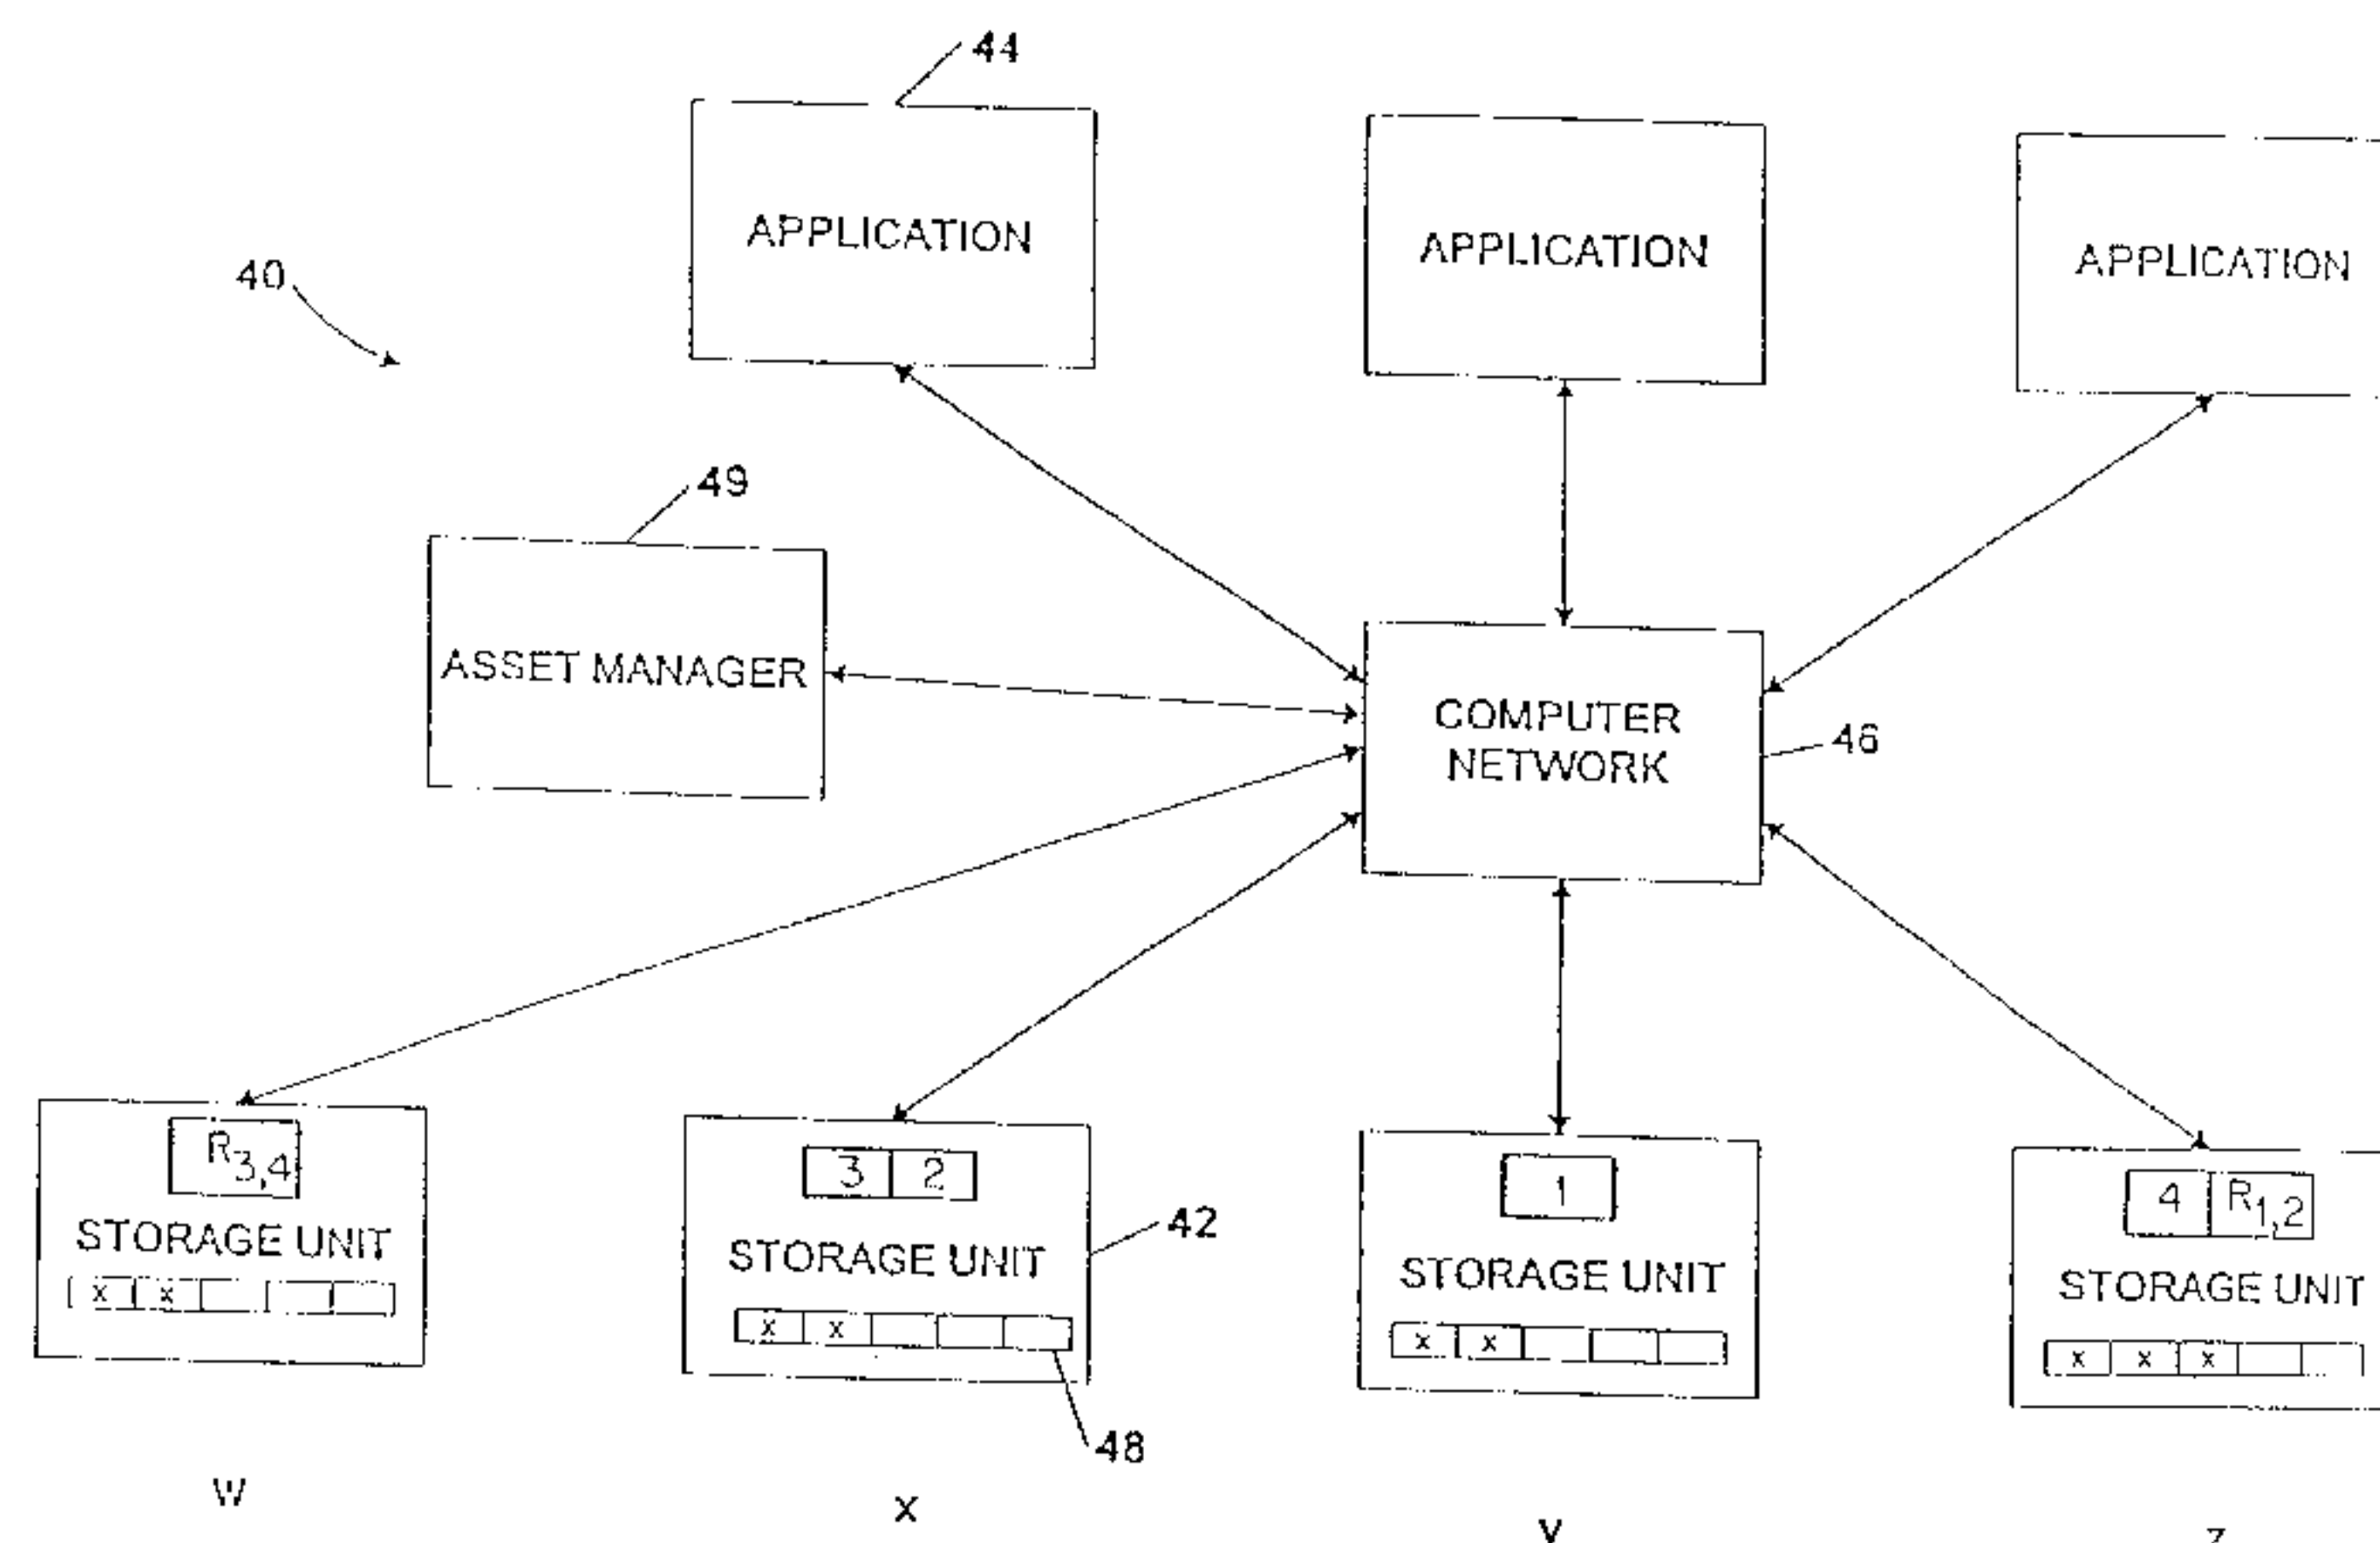 44
APPLICATION
APPLICATION
APPLICATION
40
49
ASSET MANAGER
COMPUTER
NETWORK
46
R3,4
3 2
1
4 R1,2
STORAGE UNIT
STORAGE UNIT
STORAGE UNIT
STORAGE UNIT
42
x x
x x
x x
x x x
48
W
X
Y
Z